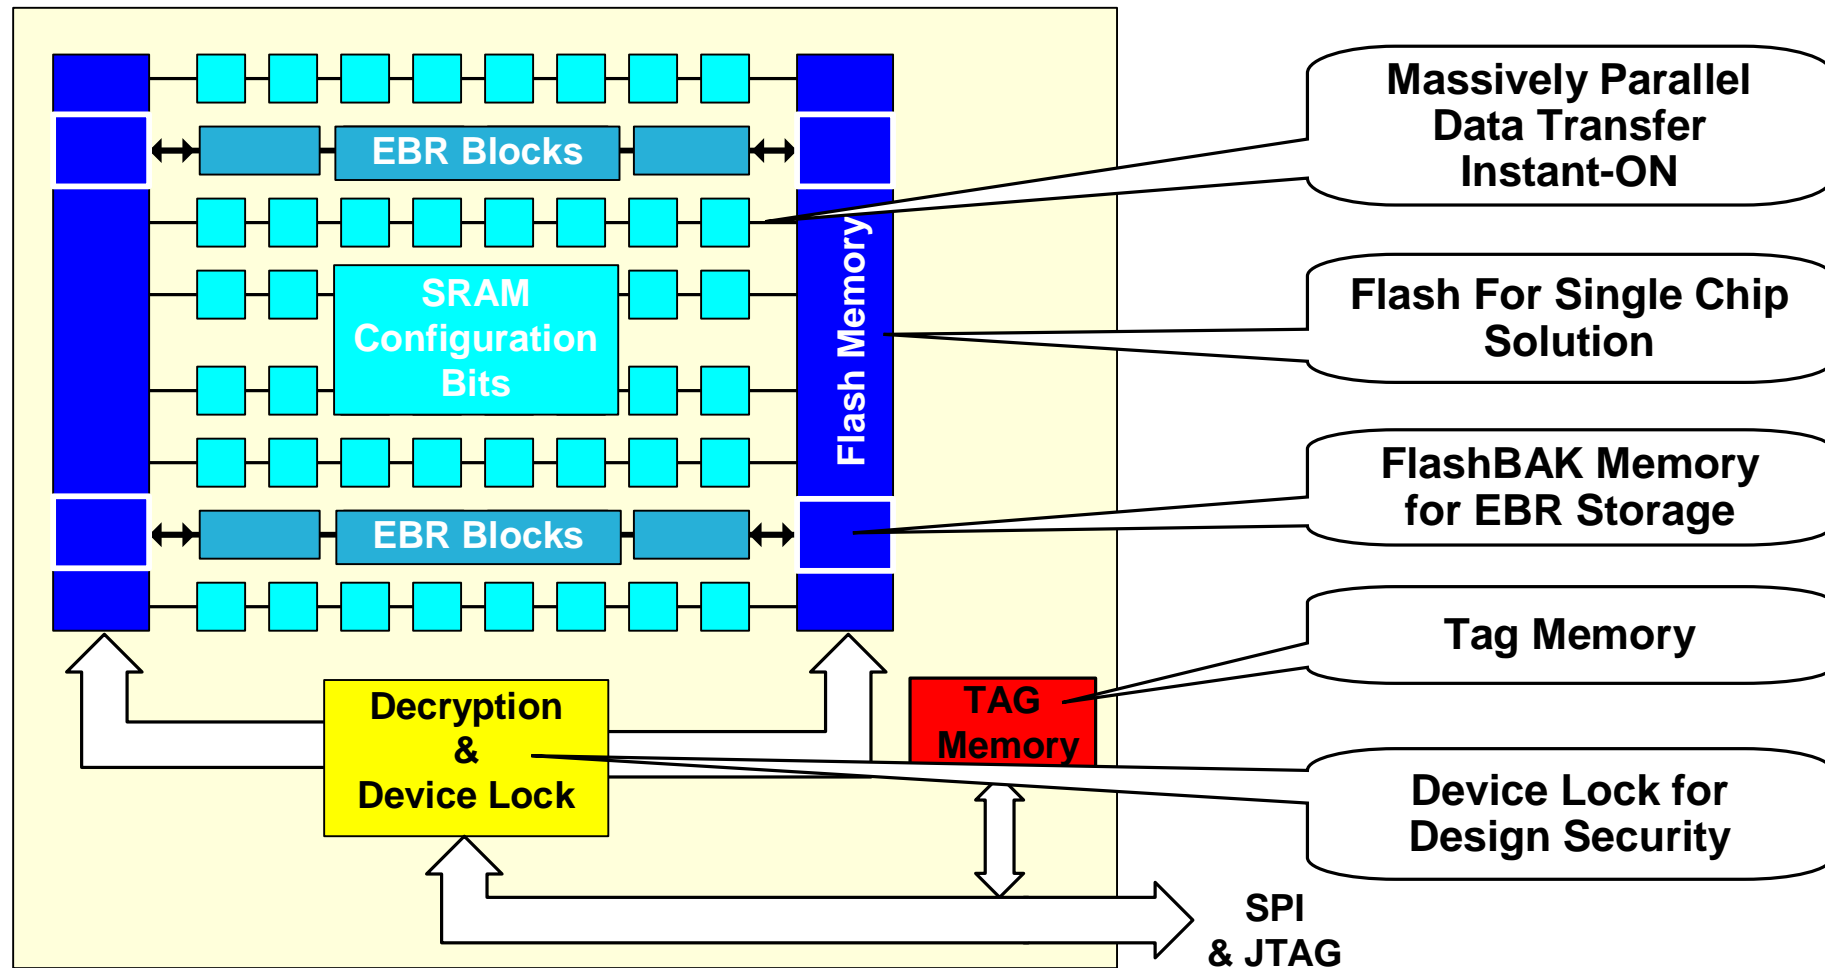 EBR Blocks
SRAM
Configuration
Bits
EBR Blocks
Flash Memory
Decryption
&
Device Lock
TAG
Memory
SPI
& JTAG
Massively Parallel
Data Transfer
Instant-ON
Flash For Single Chip
Solution
FlashBAK Memory
for EBR Storage
Tag Memory
Device Lock for
Design Security